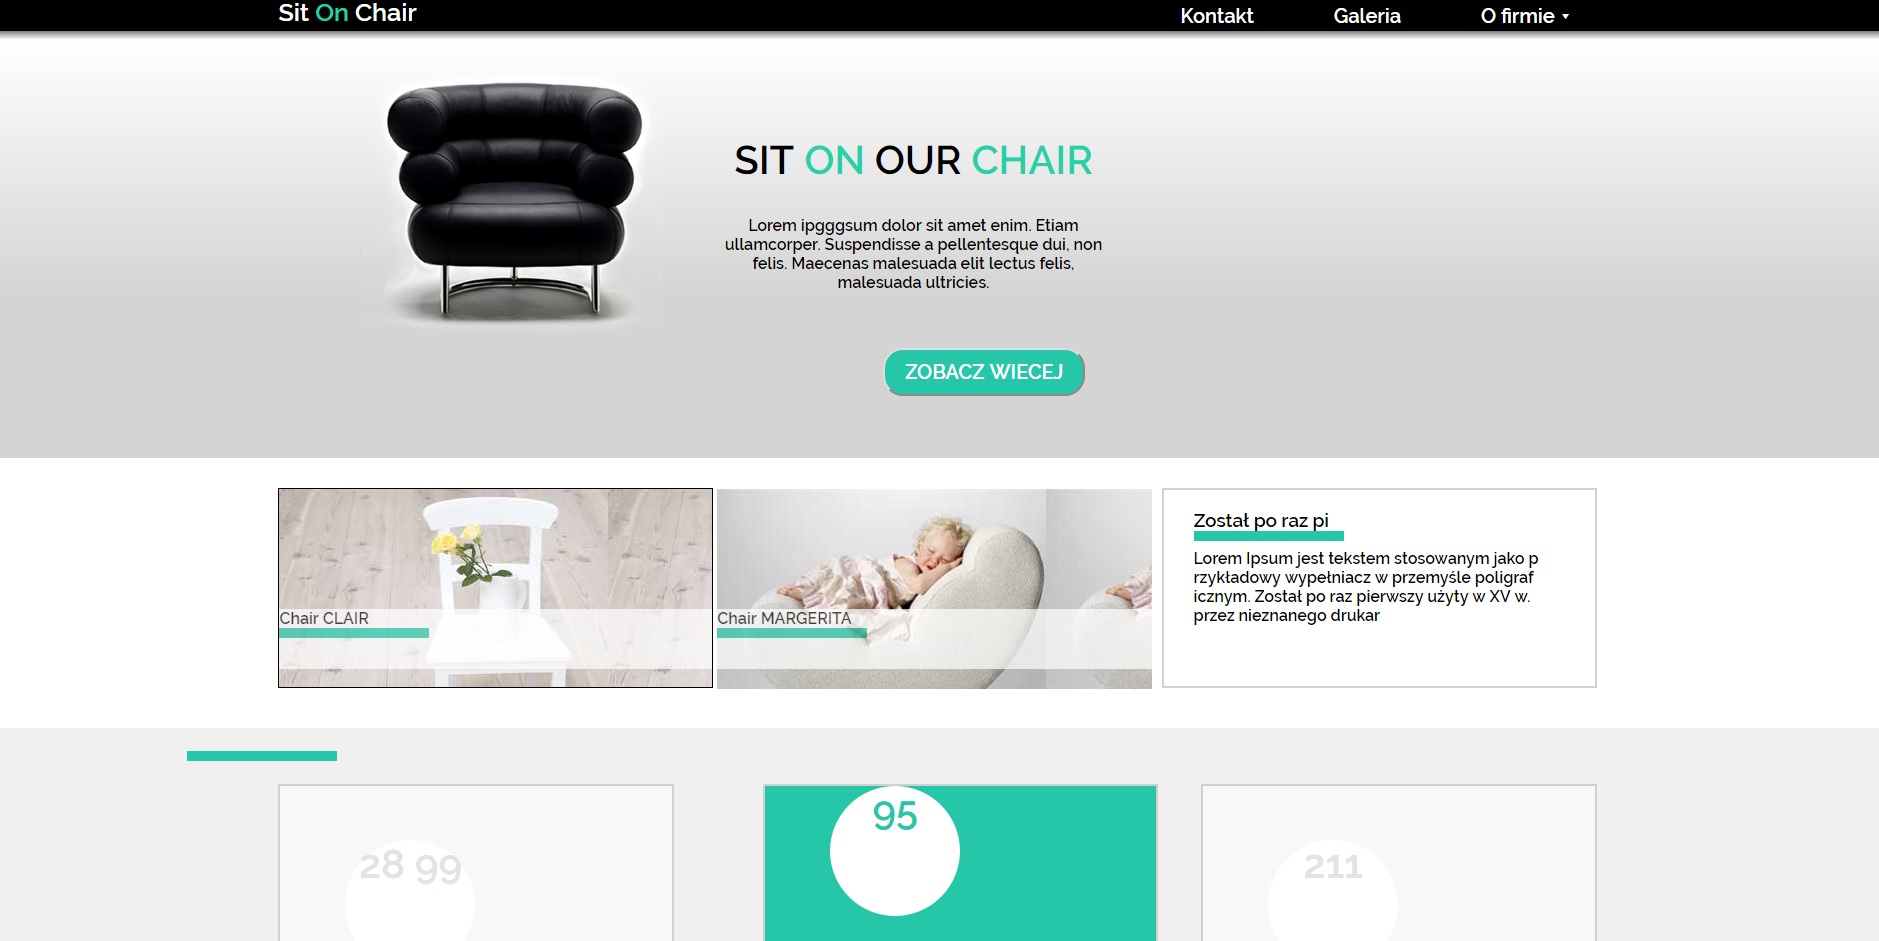 Sit On Chair
Kontakt
Galeria
O firmie
SIT ON OUR CHAIR
Lorem ipgggsum dolor sit amet enim. Etiam
ullamcorper. Suspendisse a pellentesque dui, non
felis. Maecenas malesuada elit lectus felis,
malesuada ultricies.
ZOBACZ WIECEJ
Chair CLAIR
Chair MARGERITA
Został po raz pi
Lorem Ipsum jest tekstem stosowanym jako p
rzykładowy wypełniacz w przemyśle poligraf
icznym. Został po raz pierwszy użyty w XV w.
przez nieznanego drukar
28 99
95
211